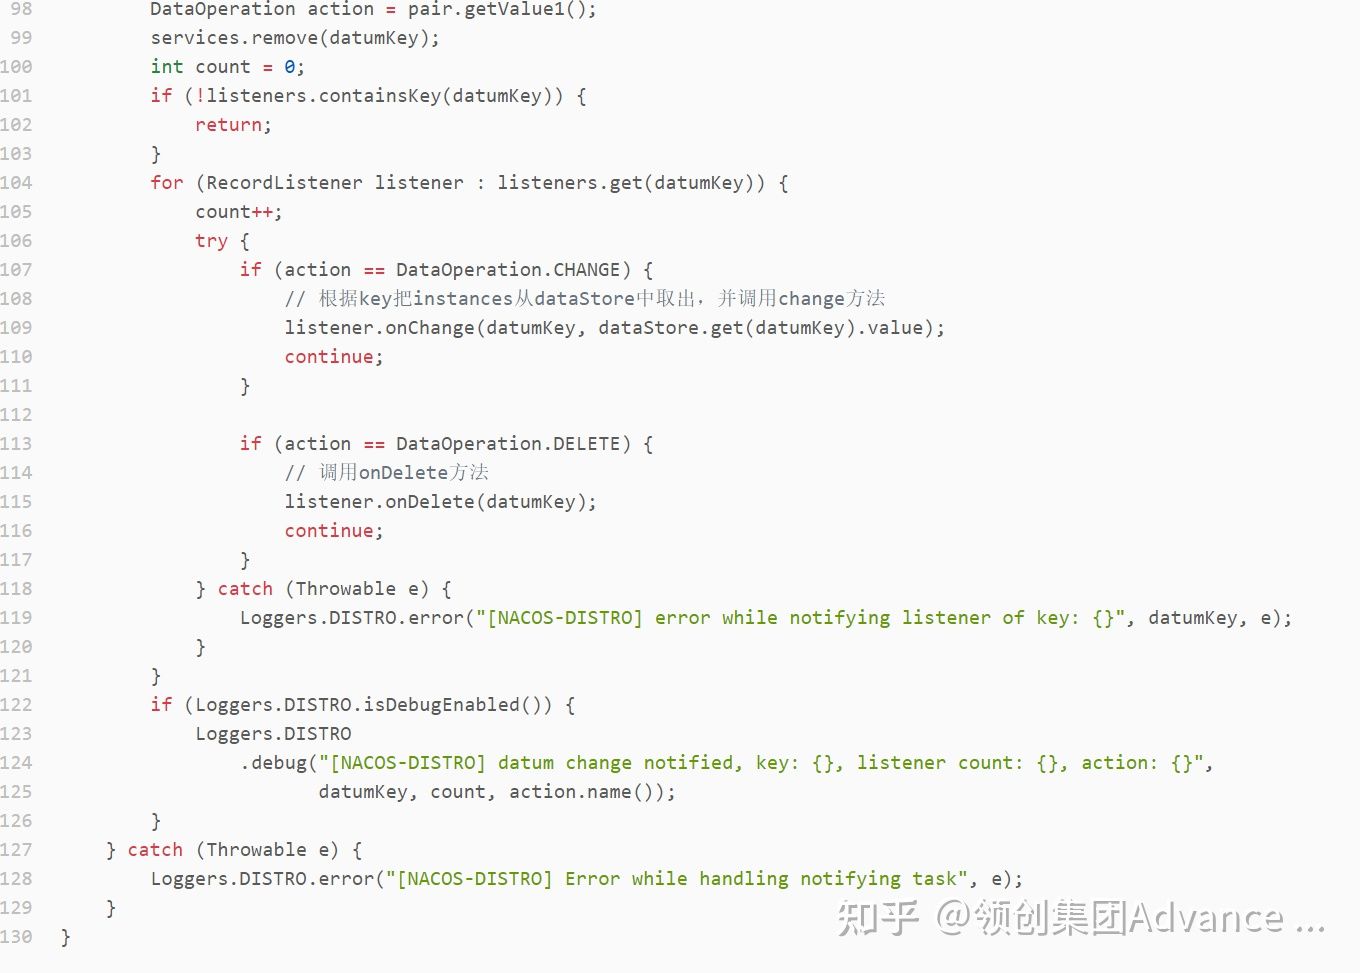 98 DataOperation action = pair.getValue1();
99 services.remove(datumKey);
100 int count = 0;
101 if (!listeners.containsKey(datumKey)) {
102 return;
103 }
104 for (RecordListener listener : listeners.get(datumKey)) {
105 count++;
106 try {
107 if (action == DataOperation.CHANGE) {
108 // 根据key把instances从dataStore中取出，并调用change方法
109 listener.onChange(datumKey, dataStore.get(datumKey).value);
110 continue;
111 }
112
113 if (action == DataOperation.DELETE) {
114 // 调用onDelete方法
115 listener.onDelete(datumKey);
116 continue;
117 }
118 } catch (Throwable e) {
119 Loggers.DISTRO.error("[NACOS-DISTRO] error while notifying listener of key: {}", datumKey, e);
120 }
121 }
122 if (Loggers.DISTRO.isDebugEnabled()) {
123 Loggers.DISTRO
124 .debug("[NACOS-DISTRO] datum change notified, key: {}, listener count: {}, action: {}",
125 datumKey, count, action.name());
126 }
127 } catch (Throwable e) {
128 Loggers.DISTRO.error("[NACOS-DISTRO] Error while handling notifying task", e);
129 }
130 }
知乎 @领创集团Advance ...